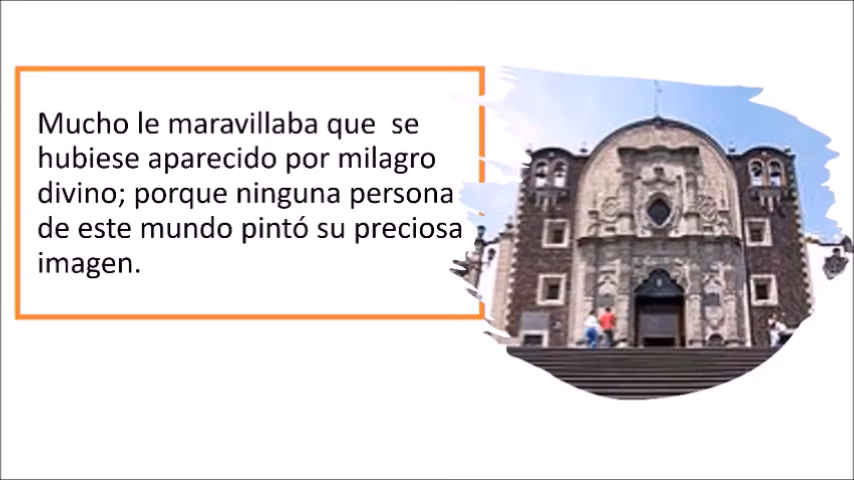 Mucho le maravillaba que  se
hubiese aparecido por milagro
divino; porque ninguna persona
de este mundo pintó su preciosa
imagen.